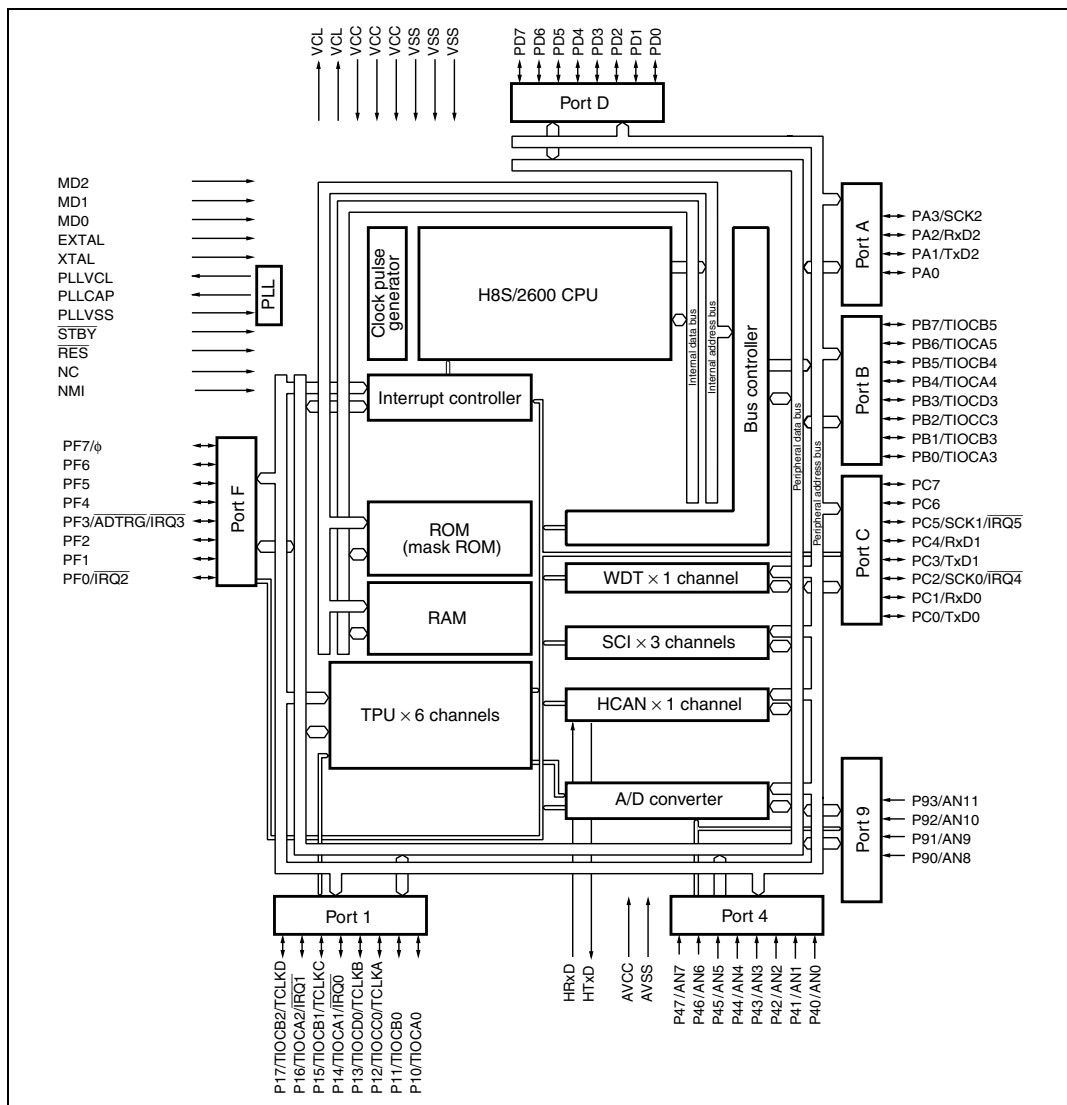 VCL
VCL
VCC
VCC
VCC
VSS
VSS
VSS
PD7
PD6
PD5
PD4
PD3
PD2
PD1
PD0
Port D
MD2
MD1
MD0
EXTAL
XTAL
PLLVCL
PLLCAP
PLLVSS
STBY
RES
NC
NMI
PLL
Clock pulse
generator
H8S/2600 CPU
Internal data bus
Internal address bus
Bus controller
Peripheral data bus
Peripheral address bus
Port A
PA3/SCK2
PA2/RxD2
PA1/TxD2
PA0
Port B
PB7/TIOCB5
PB6/TIOCA5
PB5/TIOCB4
PB4/TIOCA4
PB3/TIOCD3
PB2/TIOCC3
PB1/TIOCB3
PB0/TIOCA3
Interrupt controller
PF7/ϕ
PF6
PF5
PF4
PF3/ADTRG/IRQ3
PF2
PF1
PF0/IRQ2
Port F
ROM
(mask ROM)
RAM
TPU × 6 channels
WDT × 1 channel
SCI × 3 channels
HCAN × 1 channel
A/D converter
Port C
PC7
PC6
PC5/SCK1/IRQ5
PC4/RxD1
PC3/TxD1
PC2/SCK0/IRQ4
PC1/RxD0
PC0/TxD0
Port 9
P93/AN11
P92/AN10
P91/AN9
P90/AN8
Port 1
P17/TIOCB2/TCLKD
P16/TIOCA2/IRQ1
P15/TIOCB1/TCLKC
P14/TIOCA1/IRQ0
P13/TIOCD0/TCLKB
P12/TIOCC0/TCLKA
P11/TIOCB0
P10/TIOCA0
HRxD
HTxD
AVCC
AVSS
Port 4
P47/AN7
P46/AN6
P45/AN5
P44/AN4
P43/AN3
P42/AN2
P41/AN1
P40/AN0